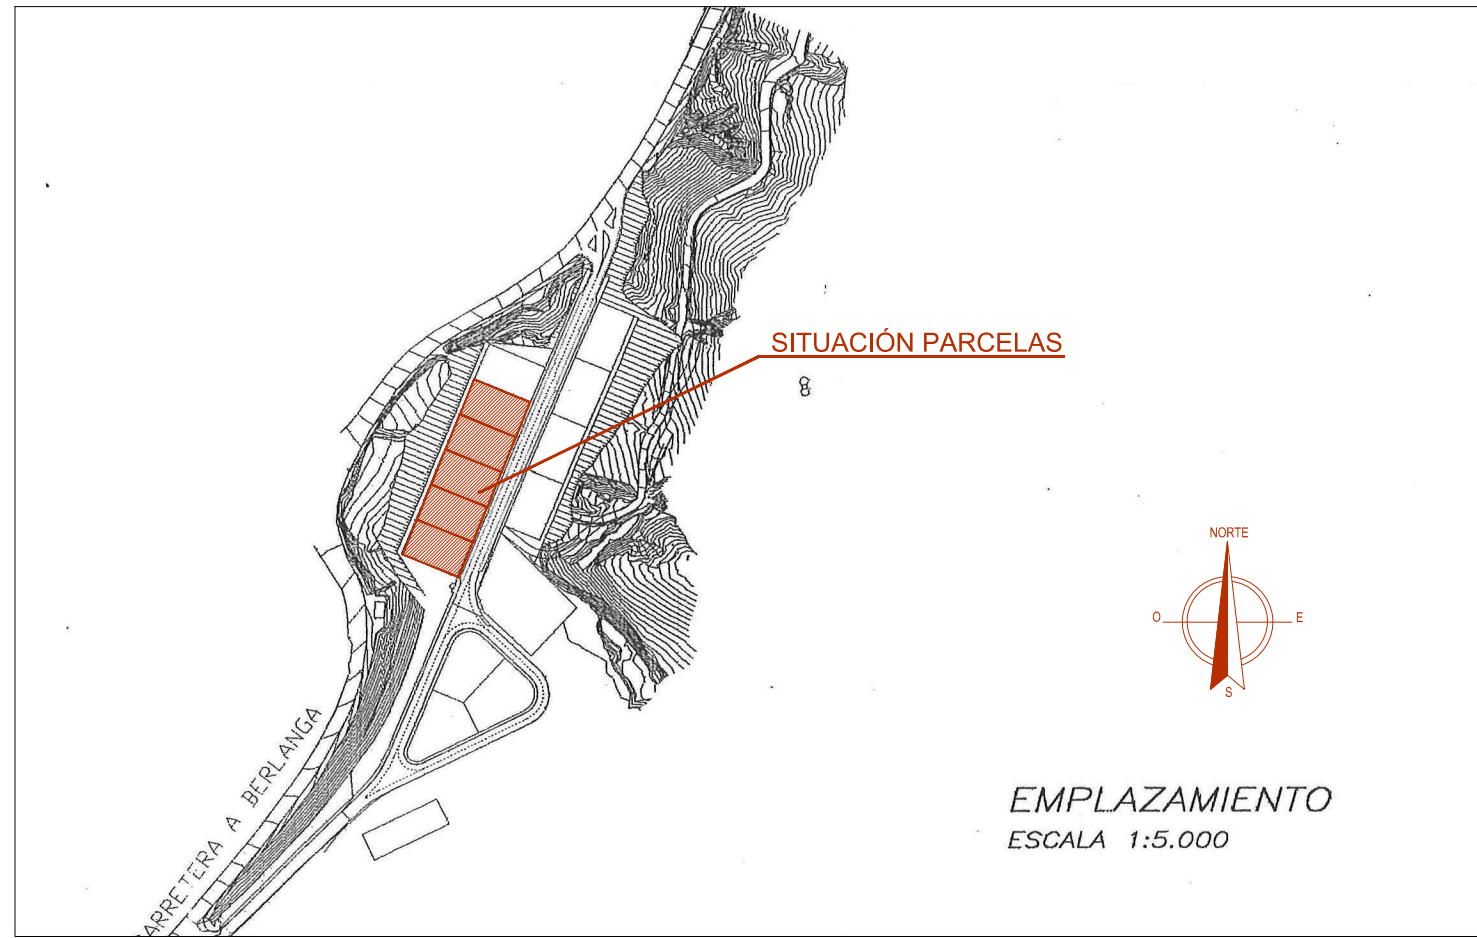 SITUACIÓN PARCELAS
NORTE
O
E
S
ARRETERA A BERLANGA
EMPLAZAMIENTO
ESCALA 1:5.000